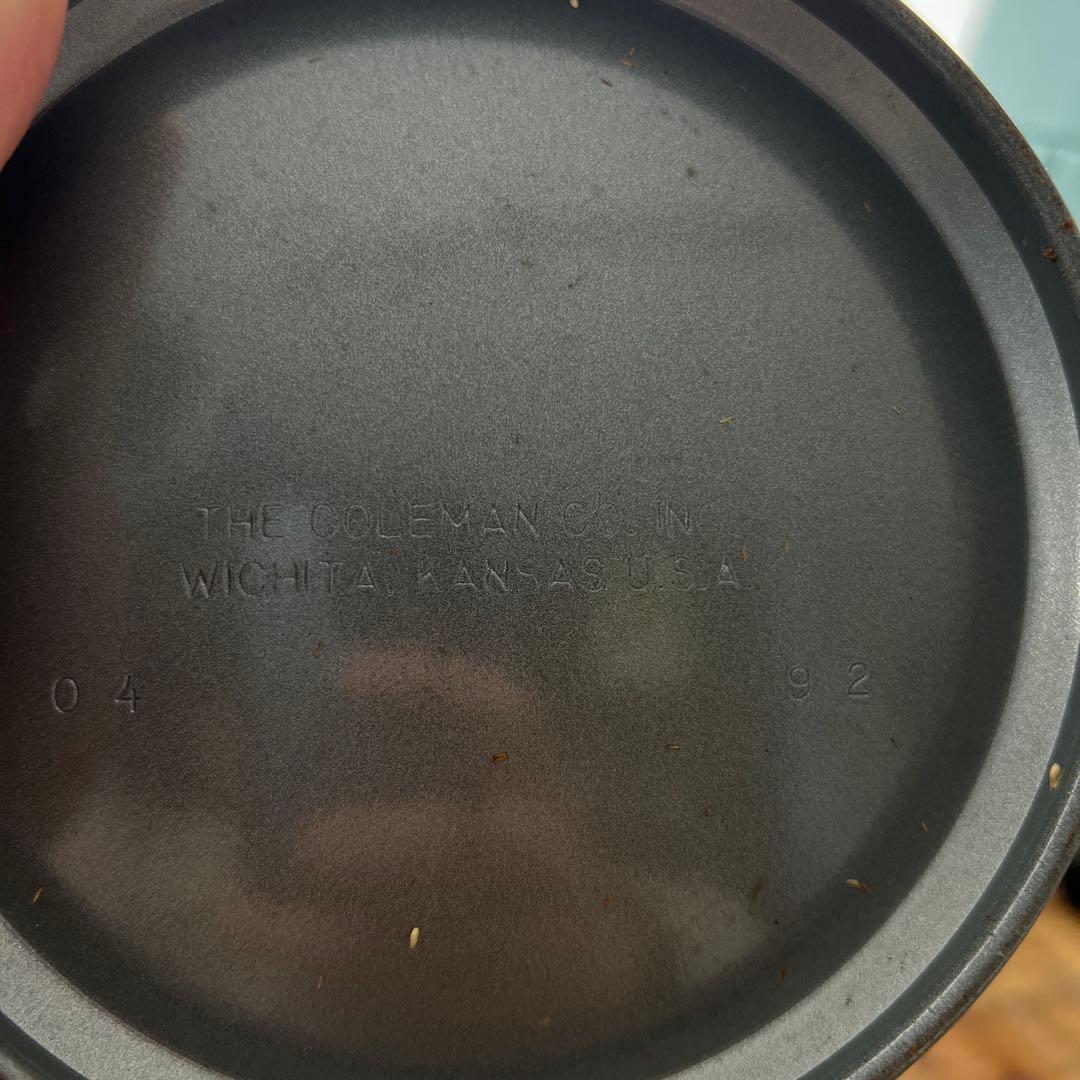 THE COLEMAN CO. INC.
WICHITA, KANSAS U.S.A.
04 92